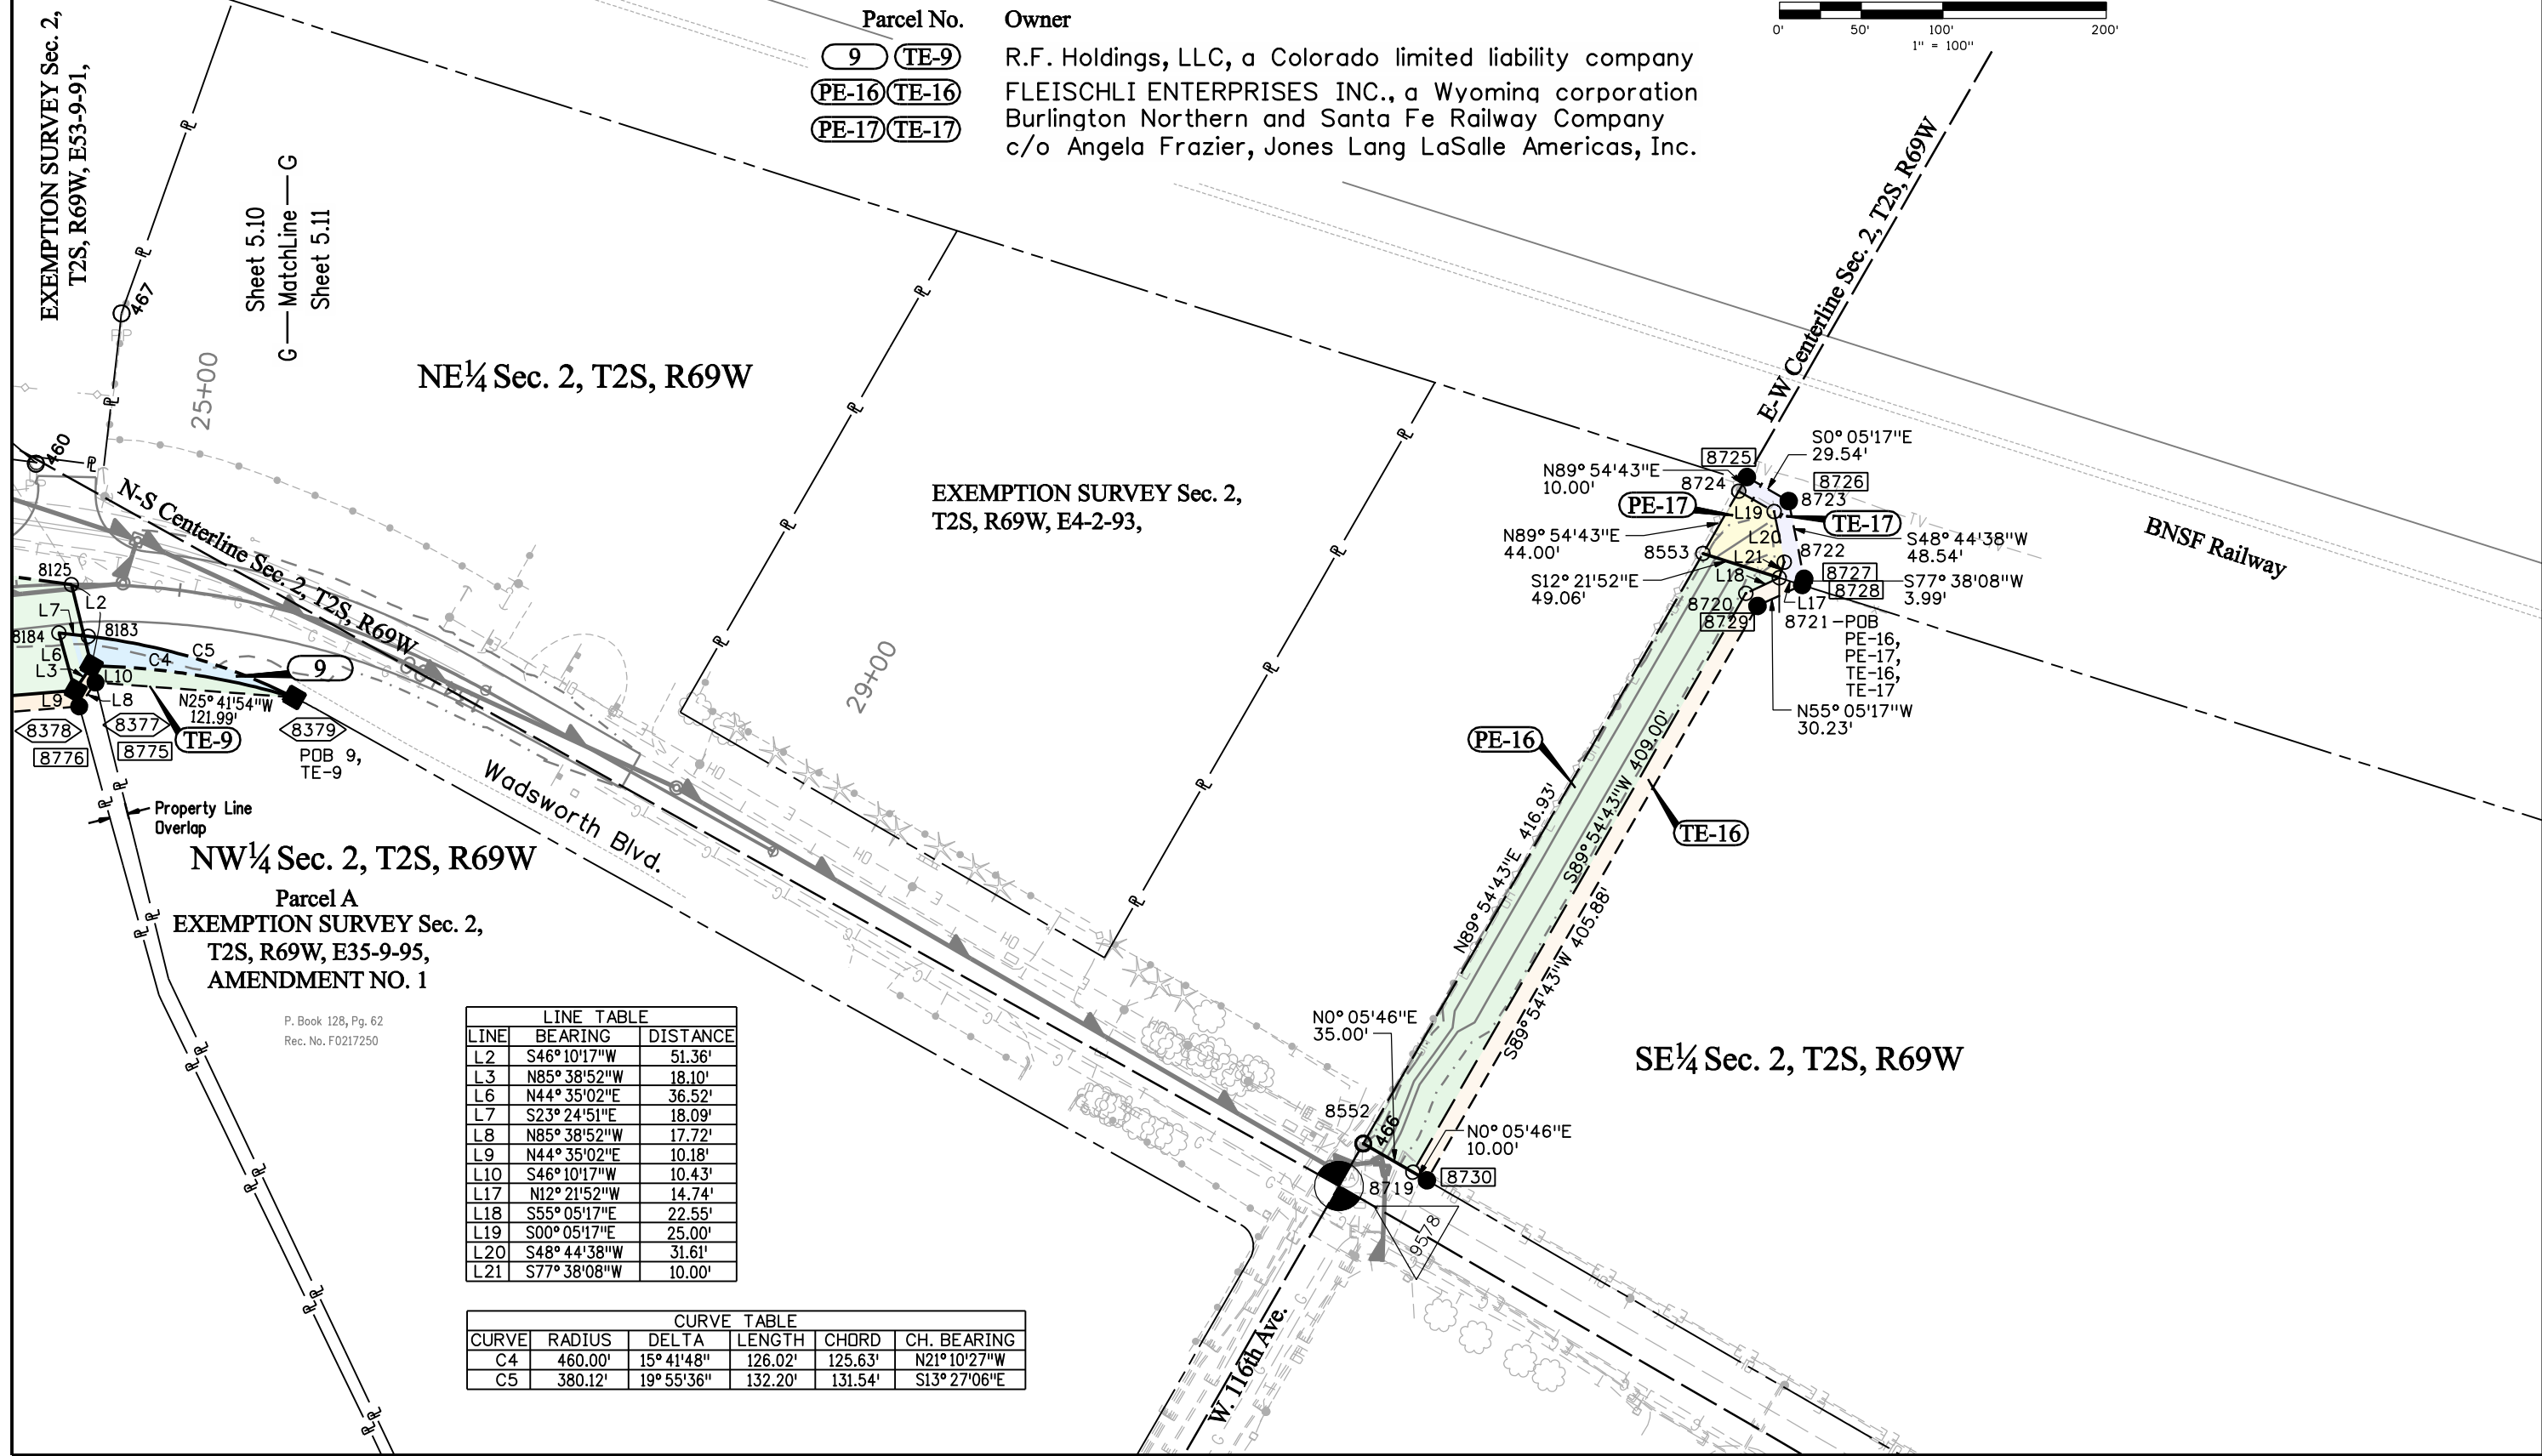 Parcel No. Owner
9 TE-9 R.F. Holdings, LLC, a Colorado limited liability company
PE-16 TE-16 FLEISCHLI ENTERPRISES INC., a Wyoming corporation
PE-17 TE-17 Burlington Northern and Santa Fe Railway Company
c/o Angela Frazier, Jones Lang LaSalle Americas, Inc.
0' 50' 100' 200'
1" = 100"
EXEMPTION SURVEY Sec. 2,
T2S, R69W, E53-9-91,
Sheet 5.10
G MatchLine G
Sheet 5.11
467
25+00
460
NE¼ Sec. 2, T2S, R69W
N-S Centerline Sec. 2, T2S, R69W
EXEMPTION SURVEY Sec. 2,
T2S, R69W, E4-2-93,
29+00
E-W Centerline Sec. 2, T2S, R69W
BNSF Railway
S0° 05'17"E
29.54'
8725
N89° 54'43"E
10.00'
8724
8726
8723
PE-17
L19
TE-17
N89° 54'43"E
44.00'
L20
S48° 44'38"W
48.54'
8553
L21
8722
S12° 21'52"E
49.06'
L18
8727
S77° 38'08"W
3.99'
8728
8720
L17
8729
8721-POB
PE-16,
PE-17,
TE-16,
TE-17
N55° 05'17"W
30.23'
PE-16
TE-16
N89° 54'43"E 416.93'
S89° 54'43"W 409.00'
S89° 54'43"W 405.88'
8125
L2
L7
8184
8183
L6
C5
C4
L3
9
L10
L9
L8
N25° 41'54"W
121.99'
8378
8377
TE-9
8379
8776
8775
POB 9,
TE-9
Property Line
Overlap
Wadsworth Blvd.
NW¼ Sec. 2, T2S, R69W
Parcel A
EXEMPTION SURVEY Sec. 2,
T2S, R69W, E35-9-95,
AMENDMENT NO. 1
P. Book 128, Pg. 62
Rec. No. F0217250
LINE TABLE
LINE BEARING DISTANCE
L2 S46° 10'17"W 51.36'
L3 N85° 38'52"W 18.10'
L6 N44° 35'02"E 36.52'
L7 S23° 24'51"E 18.09'
L8 N85° 38'52"W 17.72'
L9 N44° 35'02"E 10.18'
L10 S46° 10'17"W 10.43'
L17 N12° 21'52"W 14.74'
L18 S55° 05'17"E 22.55'
L19 S00° 05'17"E 25.00'
L20 S48° 44'38"W 31.61'
L21 S77° 38'08"W 10.00'
CURVE TABLE
CURVE RADIUS DELTA LENGTH CHORD CH. BEARING
C4 460.00' 15° 41'48" 126.02' 125.63' N21° 10'27"W
C5 380.12' 19° 55'36" 132.20' 131.54' S13° 27'06"E
N0° 05'46"E
35.00'
8552
466
N0° 05'46"E
10.00'
8719
8730
9578
SE¼ Sec. 2, T2S, R69W
W. 116th Ave.